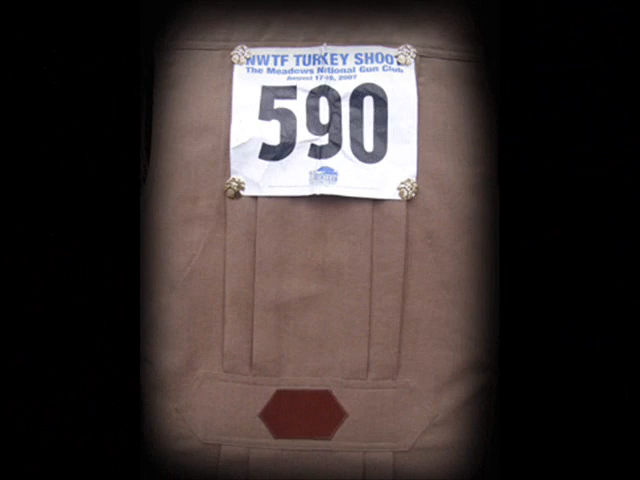 NWTF TURKEY SHOOT
The Meadows National Gun Club
August 17-19, 2007
590